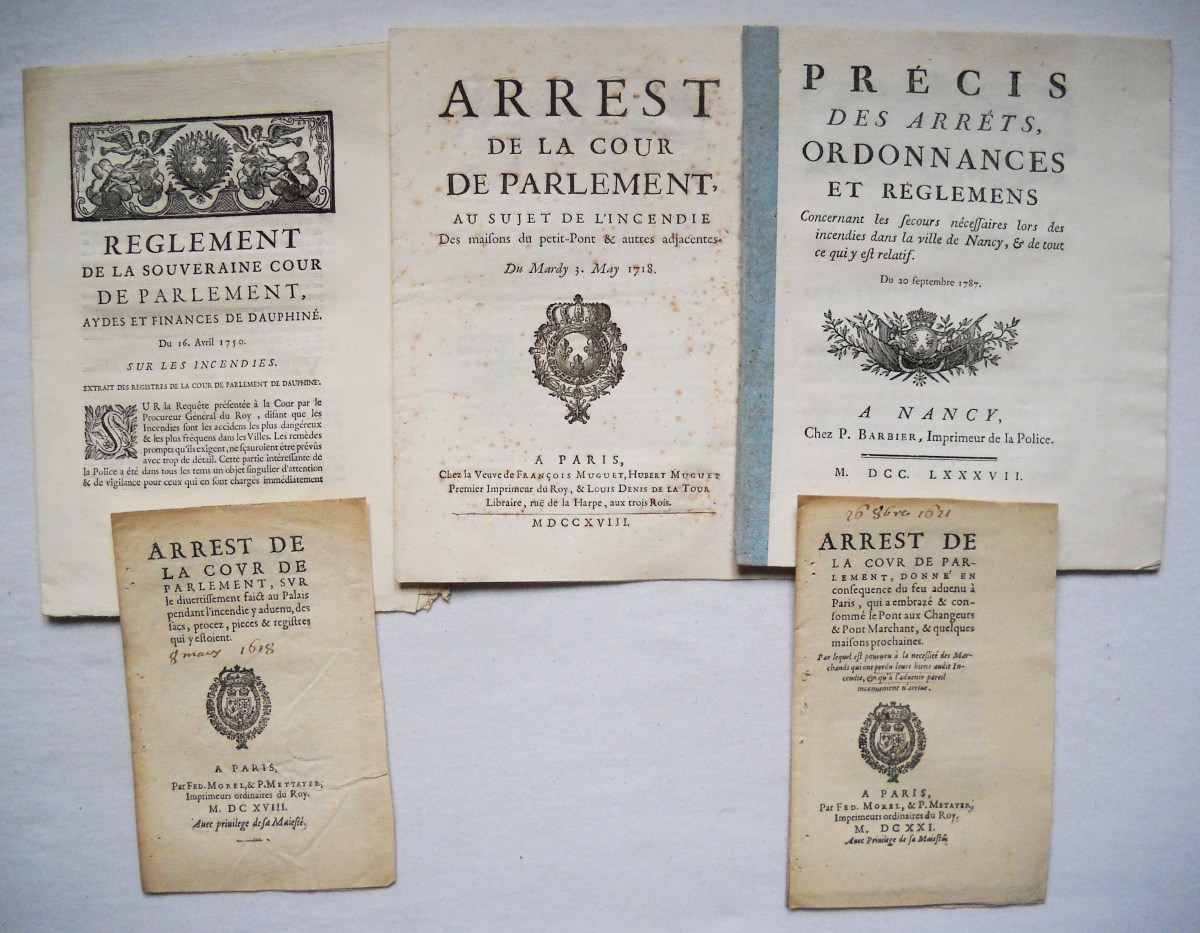 REGLEMENT
DE LA SOUVERAINE COUR
DE PARLEMENT,
AYDES ET FINANCES DE DAUPHINÉ.
Du 16. Avril 1750.
SUR LES INCENDIES.
EXTRAIT DES REGISTRES DE LA COUR DE PARLEMENT DE DAUPHINE'.
SUR la Requête présentée à la Cour par le
Procureur Général du Roy, disant que les
Incendies sont les accidens les plus dangéreux
& les plus fréquens dans les Villes. Les remédes
prompts qu'ils exigent, ne sçauroient être prévûs
avec trop de détail. Cette partie intéressante de
la Police a été dans tous les tems un objet singulier d'attention
& de vigilance pour ceux qui en sont chargés immédiatement
ARREST
DE LA COUR
DE PARLEMENT,
AU SUJET DE L'INCENDIE
Des maisons du petit-Pont & autres adjacentes.
Du Mardy 3. May 1718.
A PARIS,
Chez la Veuve de FRANÇOIS MUGUET, HUBERT MUGUET
Premier Imprimeur du Roy, & LOUIS DENIS DE LA TOUR
Libraire, ruë de la Harpe, aux trois Rois.
MDCCXVIII.
PRÉCIS
DES ARRÉTS,
ORDONNANCES
ET RÉGLEMENS
Concernant les secours nécessaires lors des
incendies dans la ville de Nancy, & de tout
ce qui y est relatif.
Du 20 septembre 1787.
A NANCY,
Chez P. BARBIER, Imprimeur de la Police.
M. DCC. LXXXVII.
ARREST DE
LA COVR DE
PARLEMENT, SVR
le diuertissement faict au Palais
pendant l'incendie y aduenu, des
sacs, procez, pieces & registres
qui y estoient.
8 mars 1618
A PARIS,
Par FED. MOREL, & P. METTAYER,
Imprimeurs ordinaires du Roy.
M. DC XVIII.
Auec priuilege de sa Maiesté.
26 8bre 1621
ARREST DE
LA COVR DE PAR-
LEMENT, DONNE' EN
consequence du feu aduenu à
Paris, qui a embrazé & con-
sommé le Pont aux Changeurs
& Pont Marchant, & quelques
maisons prochaines.
Par lequel est pourueu à la necessité des Mar-
chands qui ont perdu leurs biens audit In-
cendie, & qu'à l'aduenir pareil
inconuenient n'arriue.
A PARIS,
Par FED. MOREL, & P. METAYER,
Imprimeurs ordinaires du Roy.
M. DCXXI.
Auec Priuilege de sa Maiesté.